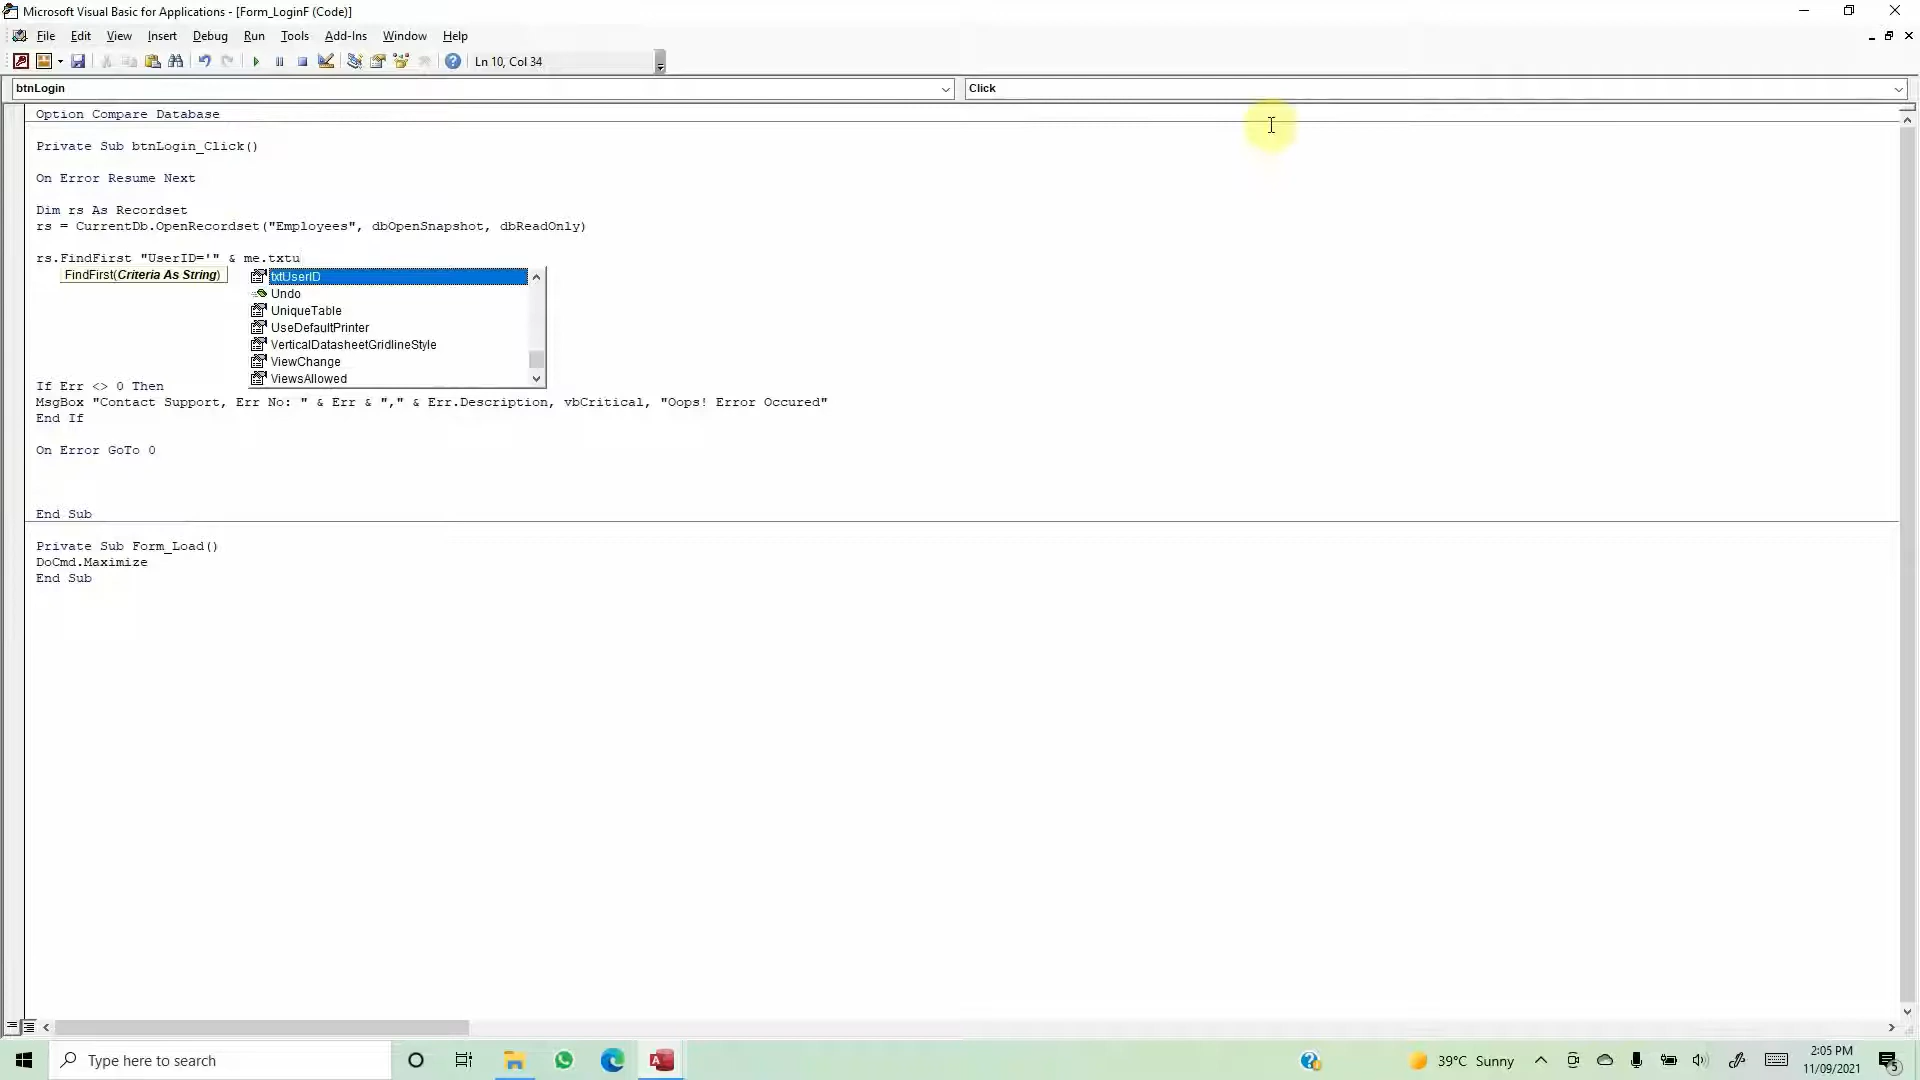 Microsoft Visual Basic for Applications - [Form_LoginF (Code)]
File Edit View Insert Debug Run Tools Add-Ins Window Help
Ln 10, Col 34
btnLogin
Click
Option Compare Database
Private Sub btnLogin_Click()
On Error Resume Next
Dim rs As Recordset
rs = CurrentDb.OpenRecordset("Employees", dbOpenSnapshot, dbReadOnly)
rs.FindFirst "UserID='" & me.txtu
FindFirst(Criteria As String)
txtUserID
Undo
UniqueTable
UseDefaultPrinter
VerticalDatasheetGridlineStyle
ViewChange
ViewsAllowed
If Err <> 0 Then
MsgBox "Contact Support, Err No: " & Err & "," & Err.Description, vbCritical, "Oops! Error Occured"
End If
On Error GoTo 0
End Sub
Private Sub Form_Load()
DoCmd.Maximize
End Sub
Type here to search
39°C Sunny
2:05 PM
11/09/2021
5